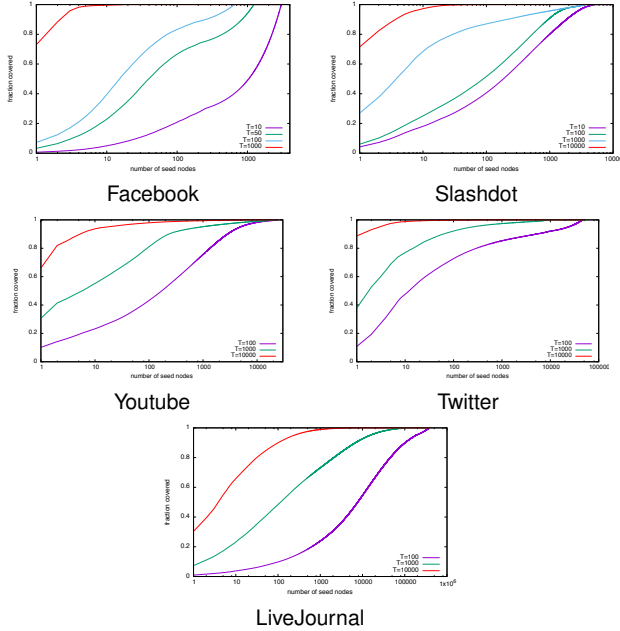 1
0.8
0.6
0.4
0.2
0
fraction covered
1 10 100 1000
number of seed nodes
T=10
T=50
T=100
T=1000
Facebook
1
0.8
0.6
0.4
0.2
0
fraction covered
1 10 100 1000 10000
number of seed nodes
T=10
T=100
T=1000
T=10000
Slashdot
1
0.8
0.6
0.4
0.2
0
fraction covered
1 10 100 1000 10000
number of seed nodes
T=100
T=1000
T=10000
Youtube
1
0.8
0.6
0.4
0.2
0
fraction covered
1 10 100 1000 10000 100000
number of seed nodes
T=100
T=1000
T=10000
Twitter
1
0.8
0.6
0.4
0.2
0
fraction covered
1 10 100 1000 10000 100000 1x10⁶
number of seed nodes
T=100
T=1000
T=10000
LiveJournal